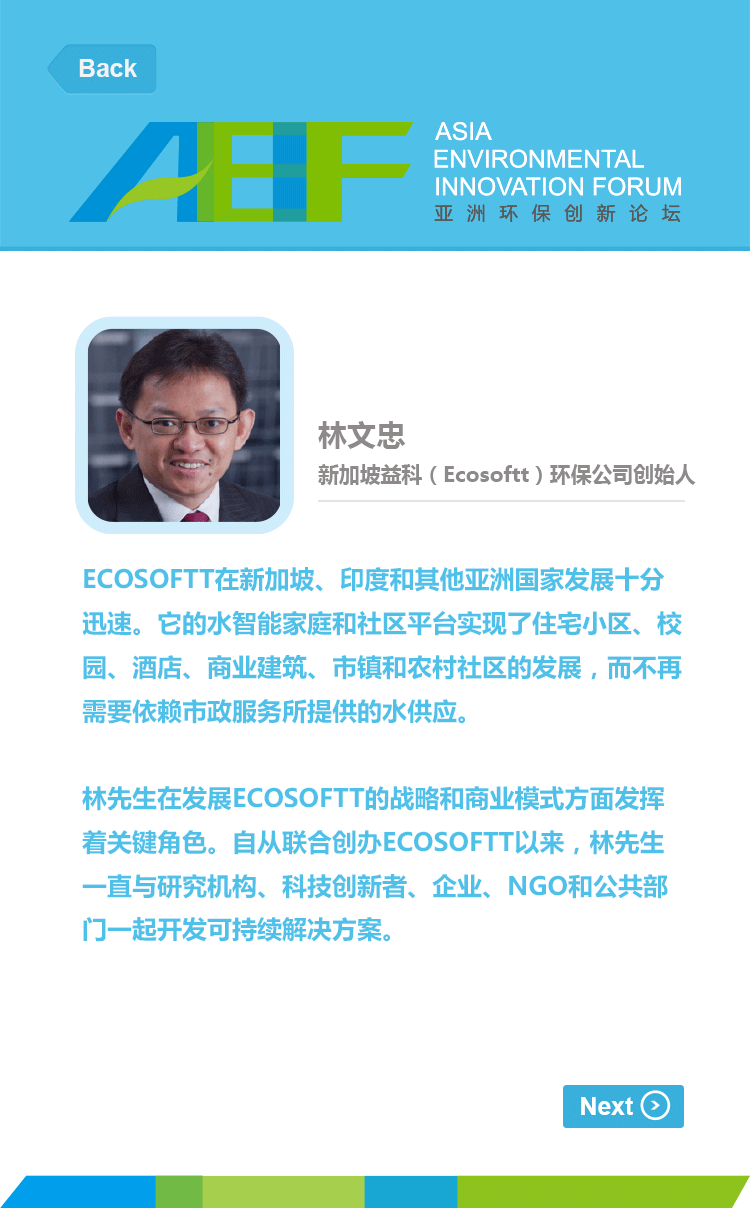 Back
AEIF
ASIA
ENVIRONMENTAL
INNOVATION FORUM
亚洲环保创新论坛
林文忠
新加坡益科（Ecosoftt）环保公司创始人
ECOSOFTT在新加坡、印度和其他亚洲国家发展十分
迅速。它的水智能家庭和社区平台实现了住宅小区、校
园、酒店、商业建筑、市镇和农村社区的发展，而不再
需要依赖市政服务所提供的水供应。
林先生在发展ECOSOFTT的战略和商业模式方面发挥
着关键角色。自从联合创办ECOSOFTT以来，林先生
一直与研究机构、科技创新者、企业、NGO和公共部
门一起开发可持续解决方案。
Next